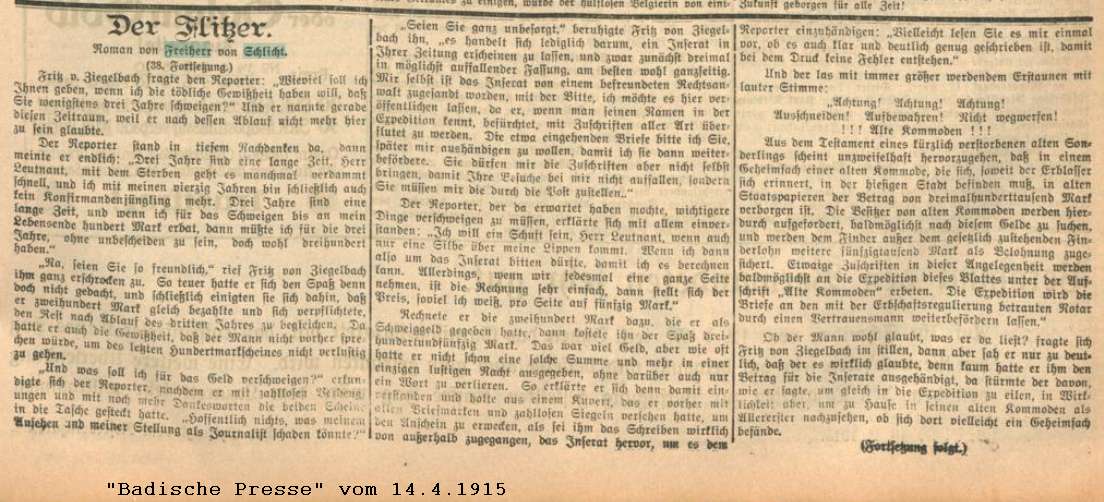 einen zu einigen, wurde der hülflosen Belgierin von einem
Zukunft geborgen für alle Zeit!
Der Flitzer.
Roman von Freiherr von Schlicht.
(38. Fortsetzung.)
Fritz v. Ziegelbach fragte den Reporter: „Wieviel soll ich
Ihnen geben, wenn ich die tödliche Gewißheit haben will, daß
Sie wenigstens drei Jahre schweigen?“ Und er nannte gerade
diesen Zeitraum, weil er nach dessen Ablauf nicht mehr hier
zu sein glaubte.
Der Reporter stand in tiefem Nachdenken da, dann
meinte er endlich: „Drei Jahre sind eine lange Zeit, Herr
Leutnant, mit dem Sterben geht es manchmal verdammt
schnell, und ich mit meinen vierzig Jahren bin schließlich auch
kein Konfirmandenjüngling mehr. Drei Jahre sind eine
lange Zeit, und wenn ich für das Schweigen bis an mein
Lebensende hundert Mark erbat, dann müßte ich für die drei
Jahre, ohne unbescheiden zu sein, doch wohl dreihundert
haben.“
„Na, seien Sie so freundlich,“ rief Fritz von Ziegelbach
ihm ganz erschrocken zu. So teuer hatte er sich den Spaß denn
doch nicht gedacht, und schließlich einigten sie sich dahin, daß
er zweihundert Mark gleich bezahlte und sich verpflichtete,
den Rest nach Ablauf des dritten Jahres zu begleichen. Da
hatte er auch die Gewißheit, daß der Mann nicht vorher spre-
chen würde, um des letzten Hundertmarkscheines nicht verlustig
zu gehen.
„Und was soll ich für das Geld verschweigen?“ erkun-
digte sich der Reporter, nachdem er mit zahllosen Verbeug-
ungen und mit noch mehr Dankesworten die beiden Scheine
in die Tasche gesteckt hatte. „Hoffentlich nichts, was meinem
Ansehen und meiner Stellung als Journalist schaden könnte?“
„Seien Sie ganz unbesorgt,“ beruhigte Fritz von Ziegel-
bach ihn, „es handelt sich lediglich darum, ein Inserat in
Ihrer Zeitung erscheinen zu lassen, und zwar zunächst dreimal
in möglichst auffallender Fassung, am besten wohl ganzseitig.
Mir selbst ist das Inserat von einem befreundeten Rechtsan-
walt zugesandt worden, mit der Bitte, ich möchte es hier ver-
öffentlichen lassen, da er, wenn man seinen Namen in der
Expedition kennt, befürchtet, mit Zuschriften aller Art über-
flutet zu werden. Die etwa eingehenden Briefe bitte ich Sie,
später mir aushändigen zu wollen, damit ich sie dann weiter-
befördere. Sie dürfen mir die Zuschriften aber nicht selbst
bringen, damit Ihre Besuche bei mir nicht auffallen, sondern
Sie müssen mir die durch die Post zustellen..“
Der Reporter, der da erwartet haben mochte, wichtigere
Dinge verschweigen zu müssen, erklärte sich mit allem einver-
standen: „Ich will ein Schuft sein, Herr Leutnant, wenn auch
nur eine Silbe über meine Lippen kommt. Wenn ich dann
also um das Inserat bitten dürfte, damit ich es berechnen
kann. Allerdings, wenn wir jedesmal eine ganze Seite
nehmen, ist die Rechnung sehr einfach, dann stellt sich der
Preis, soviel ich weiß, pro Seite auf fünfzig Mark.“
Rechnete er die zweihundert Mark dazu, die er als
Schweiggeld gegeben hatte, dann kostete ihn der Spaß drei-
hundertundfünfzig Mark. Das war viel Geld, aber wie oft
hatte er nicht schon eine solche Summe und mehr in einer
einzigen lustigen Nacht ausgegeben, ohne darüber auch nur
ein Wort zu verlieren. So erklärte er sich denn damit ein-
verstanden und holte aus einem Kuvert, das er vorher mit
allen Briefmarken und zahllosen Siegeln versehen hatte, um
den Anschein zu erwecken, als sei ihm das Schreiben wirklich
von außerhalb zugegangen, das Inserat hervor, um es dem
Reporter einzuhändigen: „Vielleicht lesen Sie es mir einmal
vor, ob es auch klar und deutlich genug geschrieben ist, damit
bei dem Druck keine Fehler entstehen.“
Und der las mit immer größer werdendem Erstaunen mit
lauter Stimme:
„Achtung! Achtung! Achtung!
Ausschneiden! Aufbewahren! Nicht wegwerfen!
!!! Alte Kommoden !!!
Aus dem Testament eines kürzlich verstorbenen alten Son-
derlings scheint unzweifelhaft hervorzugehen, daß in einem
Geheimfach einer alten Kommode, die sich, soweit der Erblasser
sich erinnert, in der hiesigen Stadt befinden muß, in alten
Staatspapieren der Betrag von dreimalhunderttausend Mark
verborgen ist. Die Besitzer von alten Kommoden werden hier-
durch aufgefordert, baldmöglichst nach diesem Gelde zu suchen,
und werden dem Finder außer dem gesetzlich zustehenden Fin-
derlohn weitere fünfzigtausend Mark als Belohnung zuge-
sichert. Etwaige Zuschriften in dieser Angelegenheit werden
baldmöglichst an die Expedition dieses Blattes unter der Auf-
schrift „Alte Kommoden“ erbeten. Die Expedition wird die
Briefe an den mit der Erbschaftsregulierung betrauten Notar
durch einen Vertrauensmann weiterbefördern lassen.“
Ob der Mann wohl glaubt, was er da liest? fragte sich
Fritz von Ziegelbach im stillen, dann aber sah er nur zu deut-
lich, daß der es wirklich glaubte, denn kaum hatte er ihm den
Betrag für die Inserate ausgehändigt, da stürmte der davon,
wie er sagte, um gleich in die Expedition zu eilen, in Wirk-
lichkeit aber, um zu Hause in seinen alten Kommoden als
Allererster nachzusehen, ob sich dort vielleicht ein Geheimfach
befände.
(Fortsetzung folgt.)
"Badische Presse" vom 14.4.1915